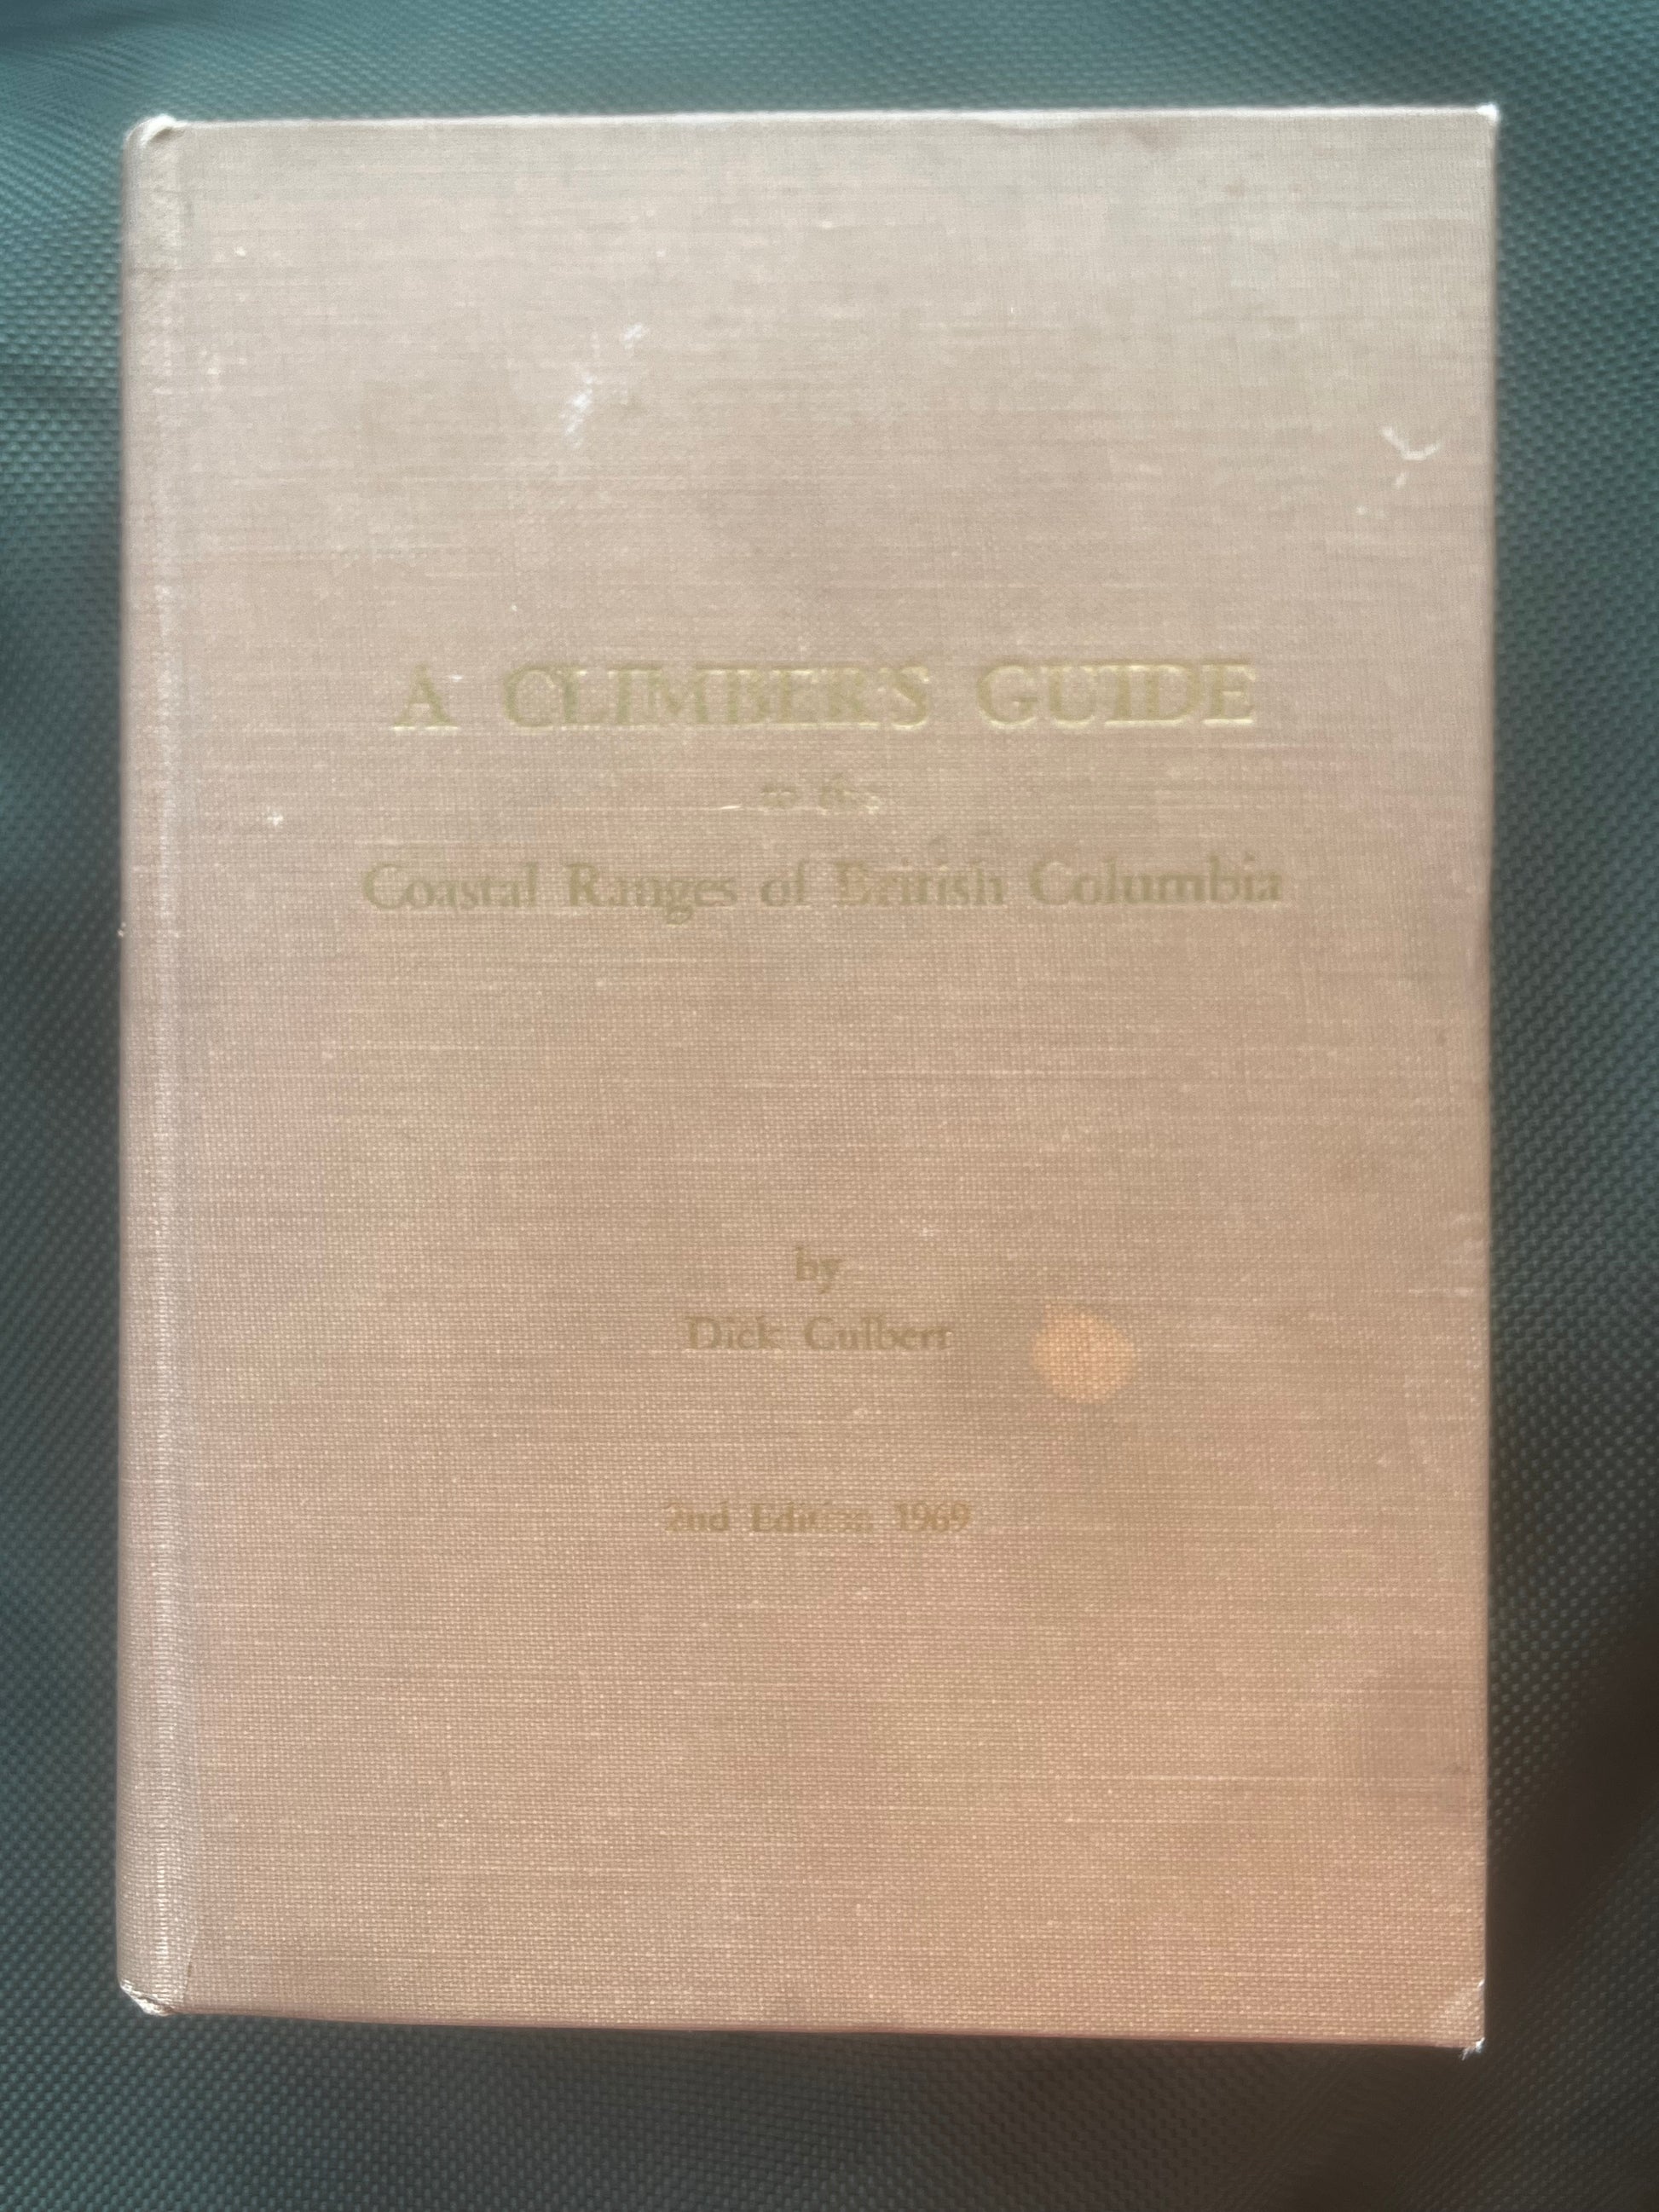 A CLIMBER'S GUIDE
to the
Coastal Ranges of British Columbia
by
Dick Culbert
2nd Edition 1969